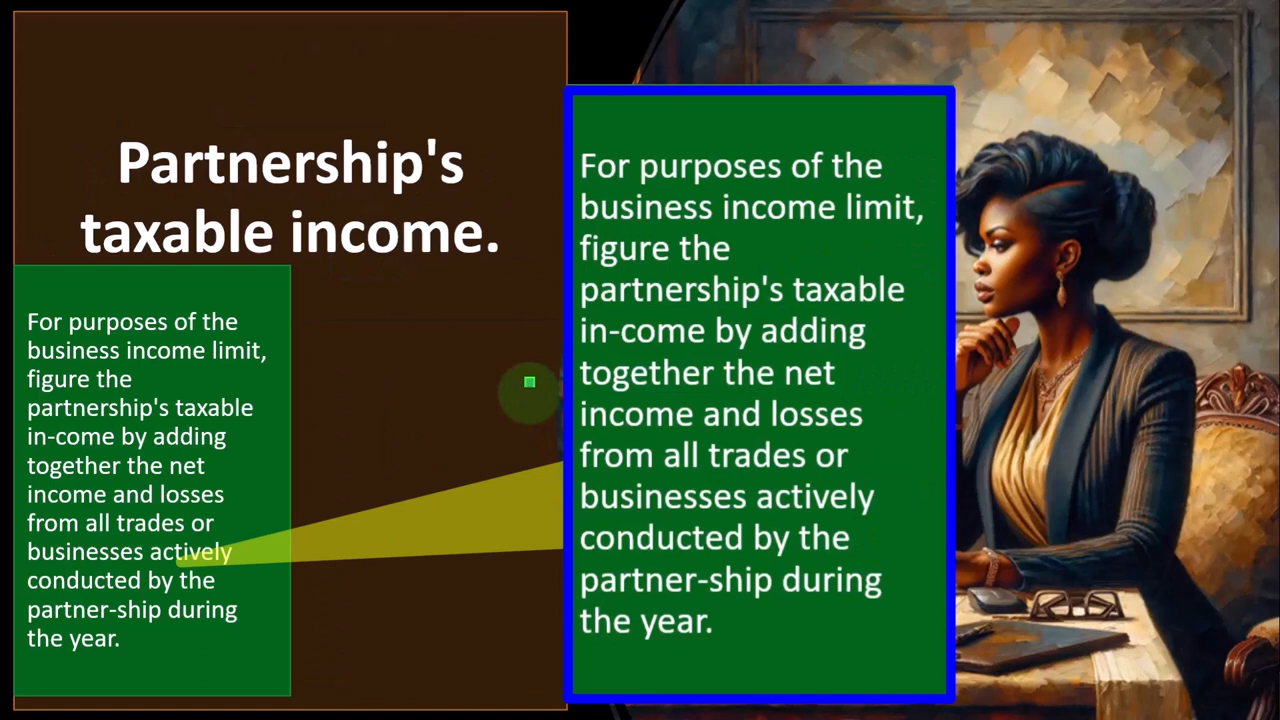 Partnership's
taxable income.
For purposes of the
business income limit,
figure the
partnership's taxable
in-come by adding
together the net
income and losses
from all trades or
businesses actively
conducted by the
partner-ship during
the year.
For purposes of the
business income limit,
figure the
partnership's taxable
in-come by adding
together the net
income and losses
from all trades or
businesses actively
conducted by the
partner-ship during
the year.